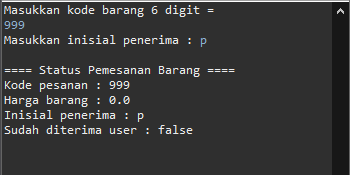 Masukkan kode barang 6 digit =
999
Masukkan inisial penerima : p
==== Status Pemesanan Barang ====
Kode pesanan : 999
Harga barang : 0.0
Inisial penerima : p
Sudah diterima user : false